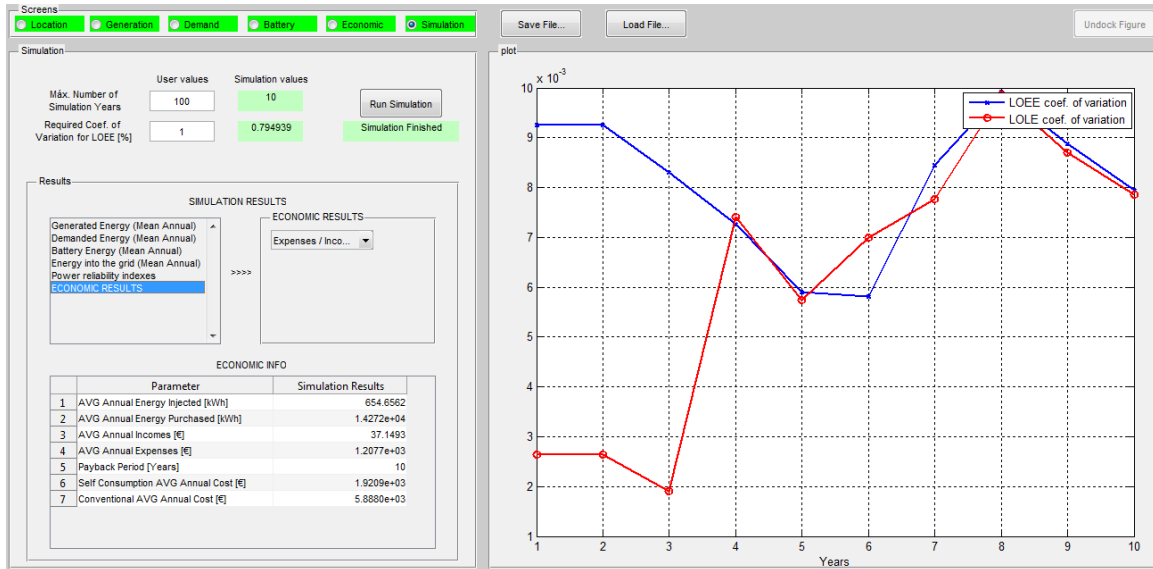 Screens
Location Generation Demand Battery Economic Simulation
Save File... Load File... Undock Figure
Simulation
User values Simulation values
Máx. Number of
Simulation Years
100 10
Run Simulation
Required Coef. of
Variation for LOEE [%]
1 0.794939 Simulation Finished
Results
SIMULATION RESULTS
Generated Energy (Mean Annual)
Demanded Energy (Mean Annual)
Battery Energy (Mean Annual)
Energy into the grid (Mean Annual)
Power reliability indexes
ECONOMIC RESULTS
>>>>
ECONOMIC RESULTS
Expenses / Inco...
ECONOMIC INFO
Parameter Simulation Results
1 AVG Annual Energy Injected [kWh] 654.6562
2 AVG Annual Energy Purchased [kWh] 1.4272e+04
3 AVG Annual Incomes [€] 37.1493
4 AVG Annual Expenses [€] 1.2077e+03
5 Payback Period [Years] 10
6 Self Consumption AVG Annual Cost [€] 1.9209e+03
7 Conventional AVG Annual Cost [€] 5.8880e+03
plot
x 10-3
10
9
8
7
6
5
4
3
2
1
LOEE coef. of variation
LOLE coef. of variation
1 2 3 4 5 6 7 8 9 10
Years